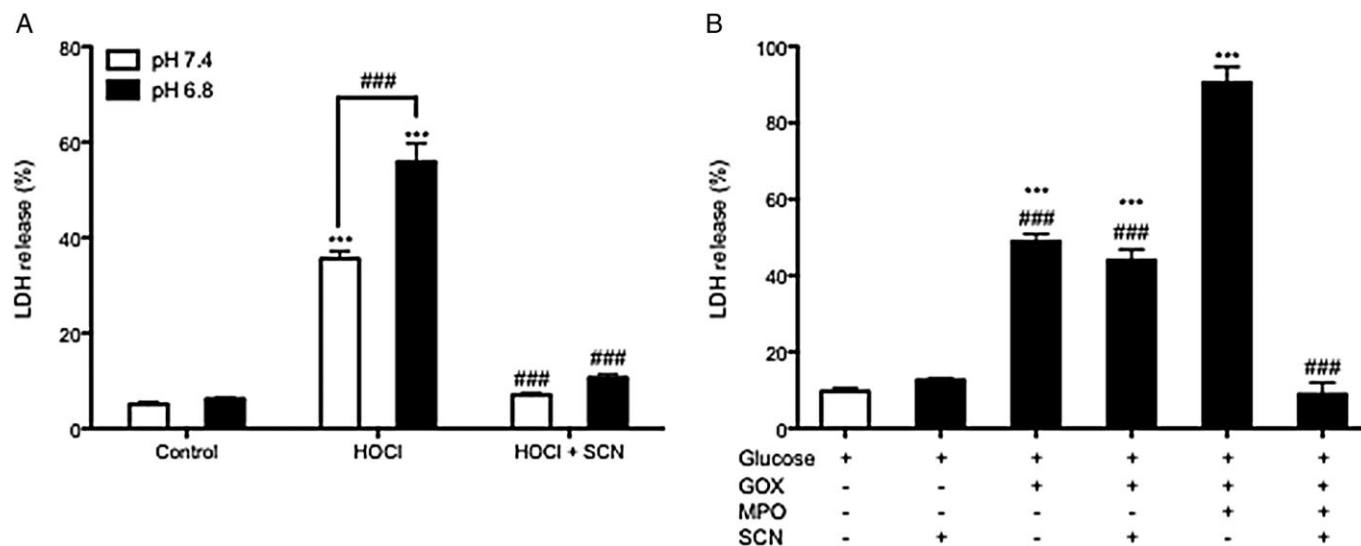 A
80
60
40
20
0
LDH release (%)
pH 7.4
pH 6.8
###
•••
•••
###
###
Control HOCl HOCl + SCN
B
100
80
60
40
20
0
LDH release (%)
•••
###
•••
###
•••
###
Glucose + + + + + +
GOX - - + + + +
MPO - - - - + +
SCN - + - + - +